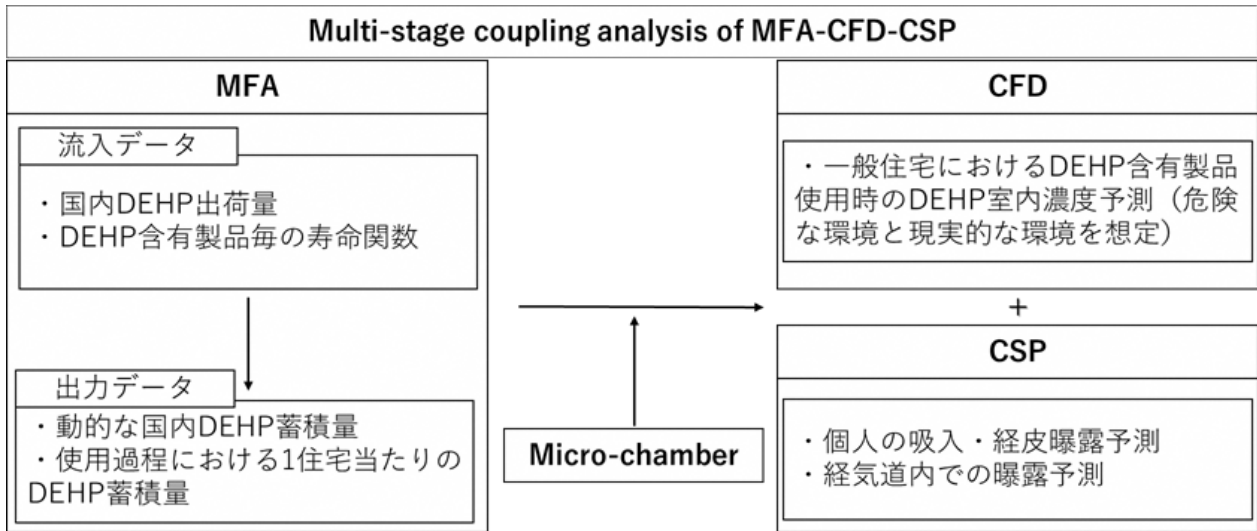 Multi-stage coupling analysis of MFA-CFD-CSP
MFA
流入データ
・国内DEHP出荷量
・DEHP含有製品毎の寿命関数
出力データ
・動的な国内DEHP蓄積量
・使用過程における1住宅当たりの
DEHP蓄積量
Micro-chamber
CFD
・一般住宅におけるDEHP含有製品
使用時のDEHP室内濃度予測（危険
な環境と現実的な環境を想定）
+
CSP
・個人の吸入・経皮曝露予測
・経気道内での曝露予測